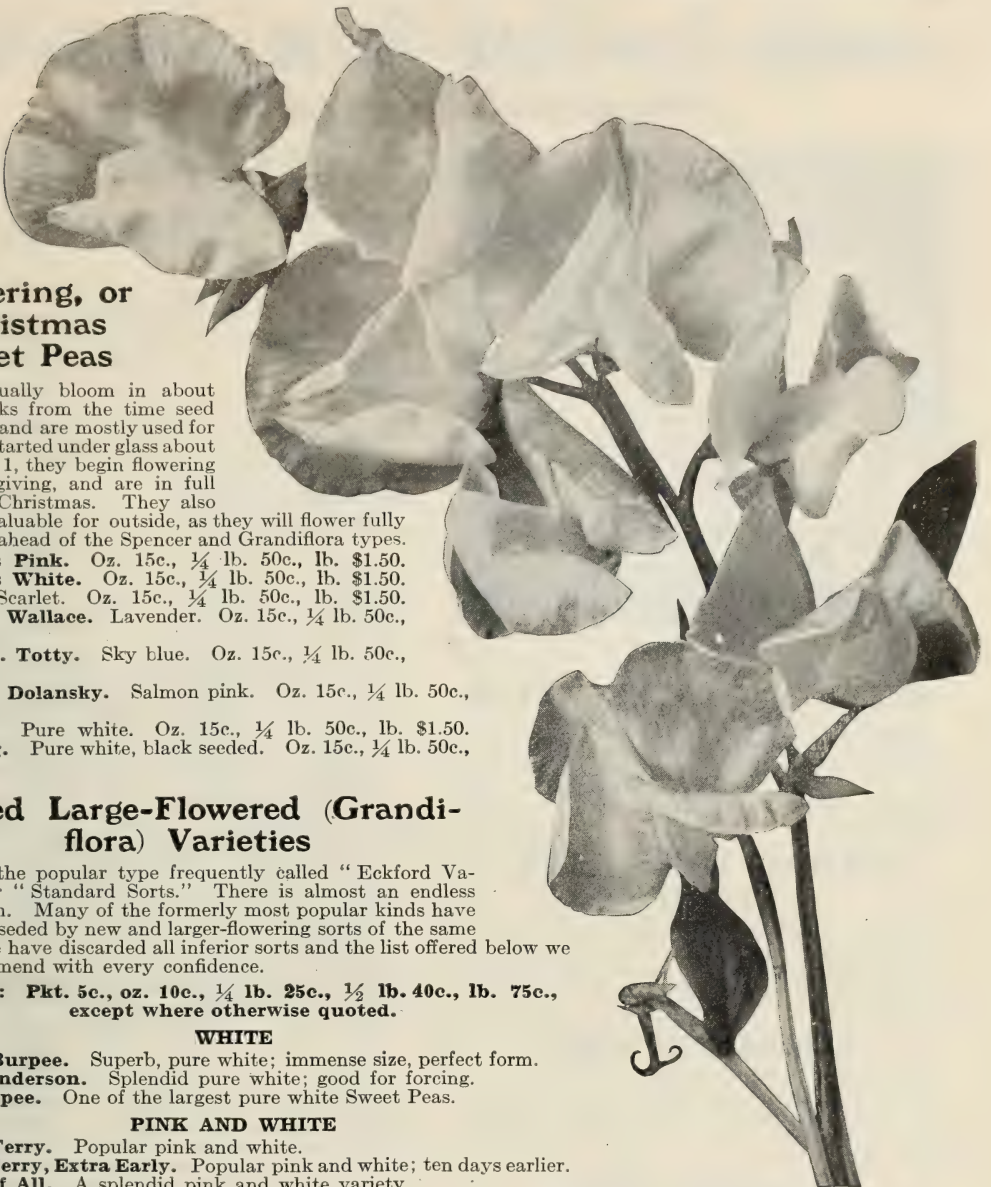 ering, or
istmas
et Peas
ually bloom in about
ks from the time seed
and are mostly used for
tarted under glass about
1, they begin flowering
giving, and are in full
Christmas. They also
aluable for outside, as they will flower fully
ahead of the Spencer and Grandiflora types.
Pink. Oz. 15c., ¼ lb. 50c., lb. $1.50.
White. Oz. 15c., ¼ lb. 50c., lb. $1.50.
Scarlet. Oz. 15c., ¼ lb. 50c., lb. $1.50.
Wallace. Lavender. Oz. 15c., ¼ lb. 50c.,
. Totty. Sky blue. Oz. 15c., ¼ lb. 50c.,
Dolansky. Salmon pink. Oz. 15c., ¼ lb. 50c.,
Pure white. Oz. 15c., ¼ lb. 50c., lb. $1.50.
. Pure white, black seeded. Oz. 15c., ¼ lb. 50c.,
ed Large-Flowered (Grandi-
flora) Varieties
the popular type frequently called " Eckford Va-
" Standard Sorts." There is almost an endless
n. Many of the formerly most popular kinds have
seded by new and larger-flowering sorts of the same
have discarded all inferior sorts and the list offered below we
mend with every confidence.
: Pkt. 5c., oz. 10c., ¼ lb. 25c., ½ lb. 40c., lb. 75c.,
except where otherwise quoted.
WHITE
Burpee. Superb, pure white; immense size, perfect form.
nderson. Splendid pure white; good for forcing.
pee. One of the largest pure white Sweet Peas.
PINK AND WHITE
Ferry. Popular pink and white.
erry, Extra Early. Popular pink and white; ten days earlier.
f All. A splendid pink and white variety.